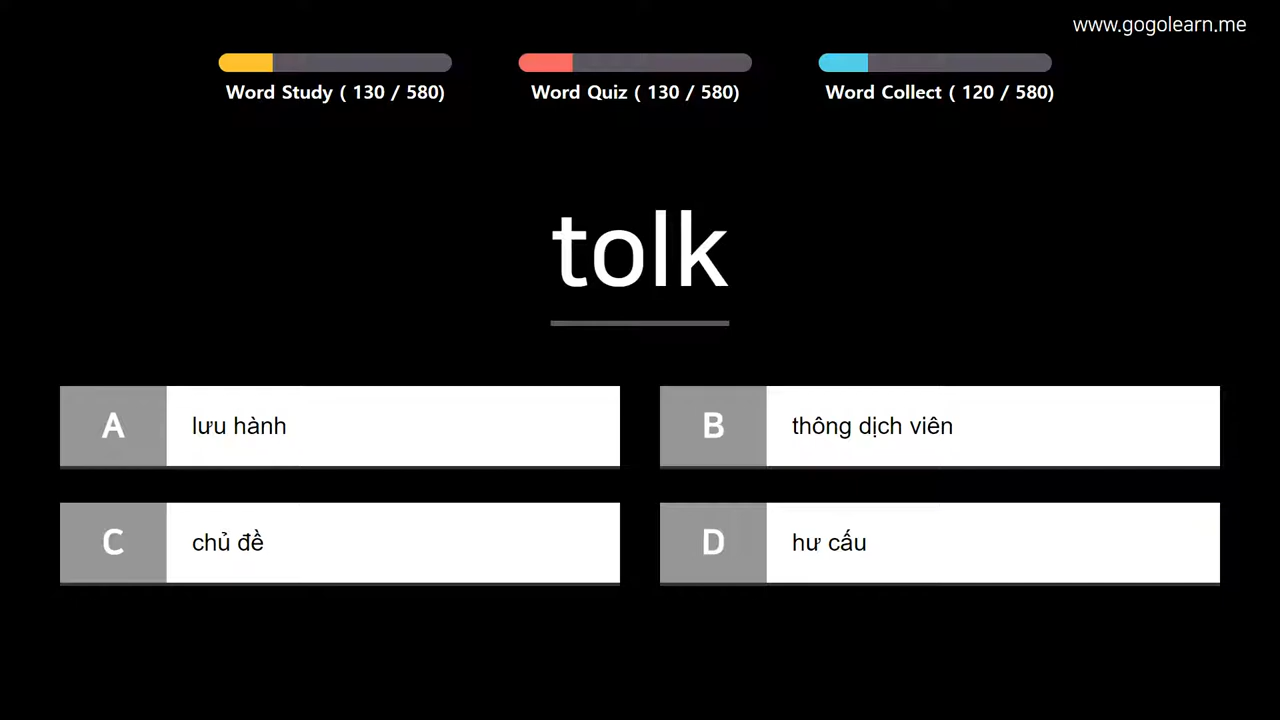 www.gogolearn.me
Word Study ( 130 / 580)
Word Quiz ( 130 / 580)
Word Collect ( 120 / 580)
tolk
A lưu hành
B thông dịch viên
C chủ đề
D hư cấu